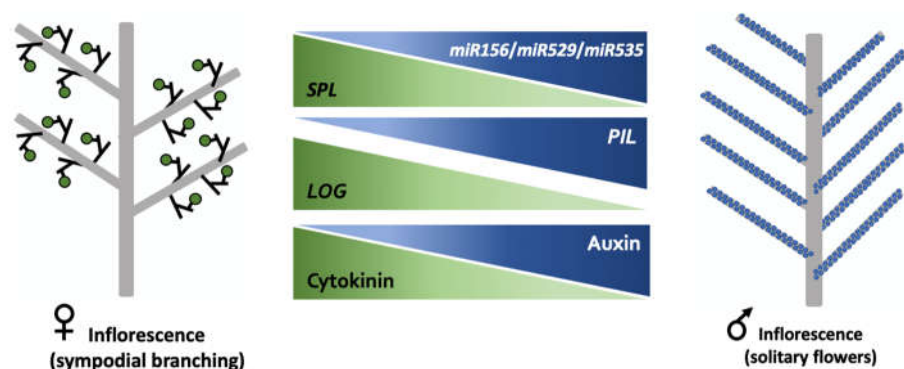 miR156/miR529/miR535
SPL
PIL
LOG
Auxin
Cytokinin
♀ Inflorescence
(sympodial branching)
♂ Inflorescence
(solitary flowers)